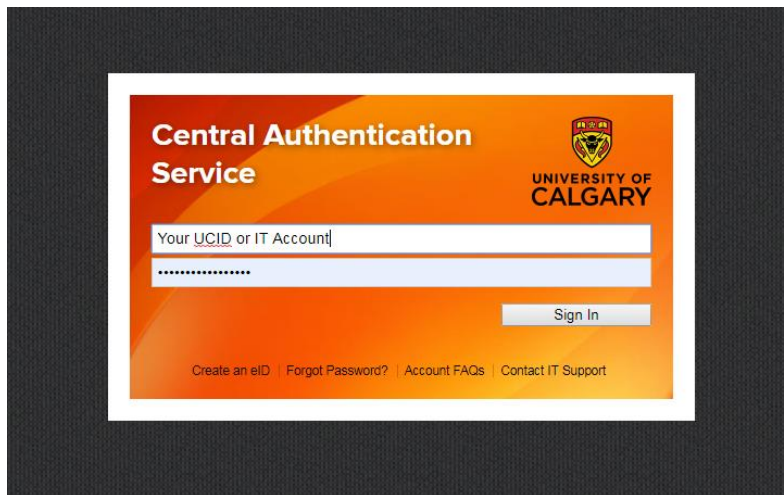 Central Authentication
Service
UNIVERSITY OF
CALGARY
Your UCID or IT Account
•••••••••••••••••
Sign In
Create an eID | Forgot Password? | Account FAQs | Contact IT Support